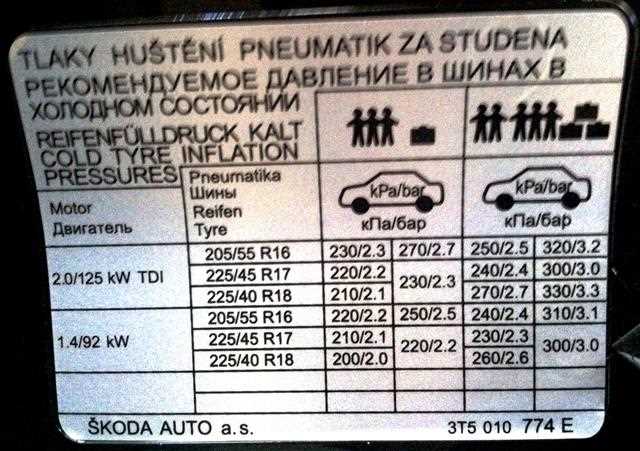 TLAKY HUŠTĚNÍ PNEUMATIK ZA STUDENA
РЕКОМЕНДУЕМОЕ ДАВЛЕНИЕ В ШИНАХ В
ХОЛОДНОМ СОСТОЯНИИ
REIFENFÜLLDRUCK KALT
COLD TYRE INFLATION
PRESSURES
Pneumatika
Шины
Reifen
Tyre
Motor
Двигатель
kPa/bar
кПа/бар
kPa/bar
кПа/бар
2.0/125 kW TDI
205/55 R16 230/2.3 270/2.7 250/2.5 320/3.2
225/45 R17 220/2.2 230/2.3 240/2.4 300/3.0
225/40 R18 210/2.1 270/2.7 330/3.3
1.4/92 kW
205/55 R16 220/2.2 250/2.5 240/2.4 310/3.1
225/45 R17 210/2.1 220/2.2 230/2.3 300/3.0
225/40 R18 200/2.0 260/2.6
ŠKODA AUTO a.s. 3T5 010 774 E